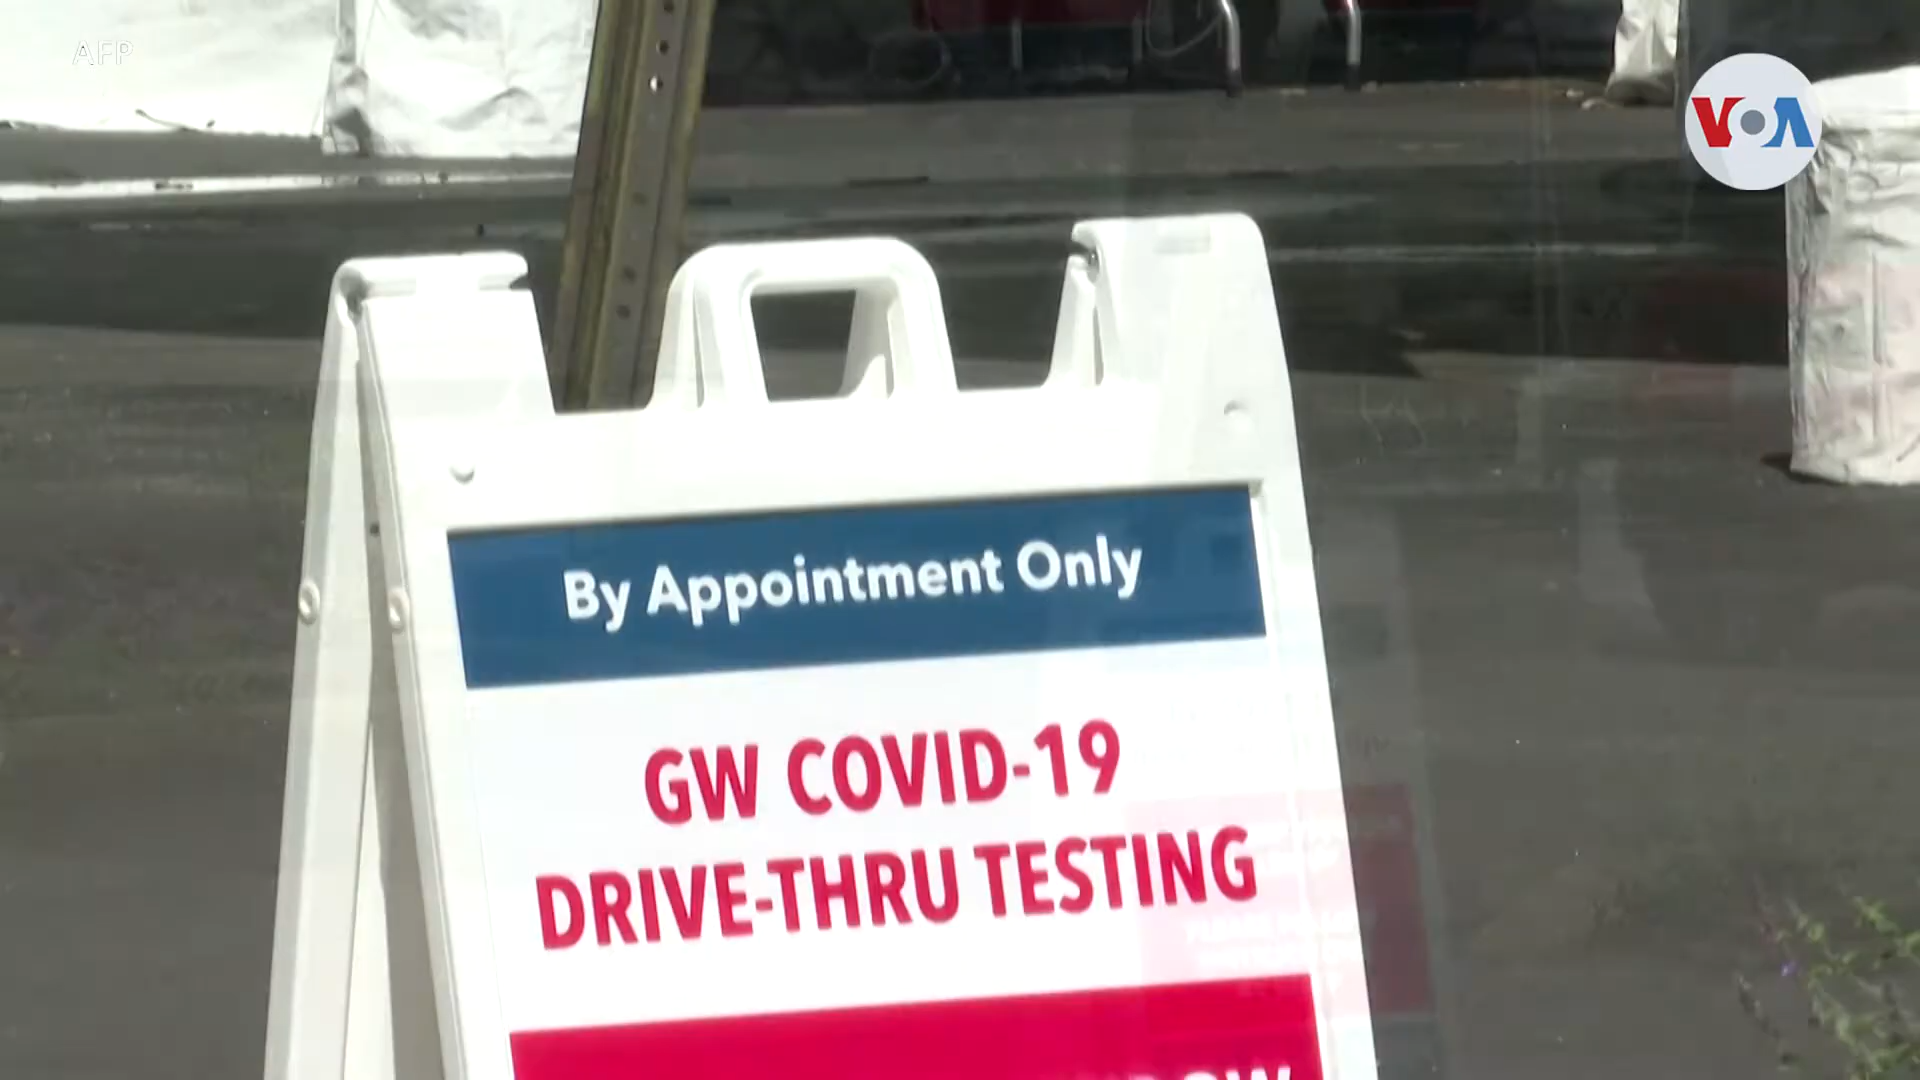 AFP
VOA
By Appointment Only
GW COVID-19
DRIVE-THRU TESTING